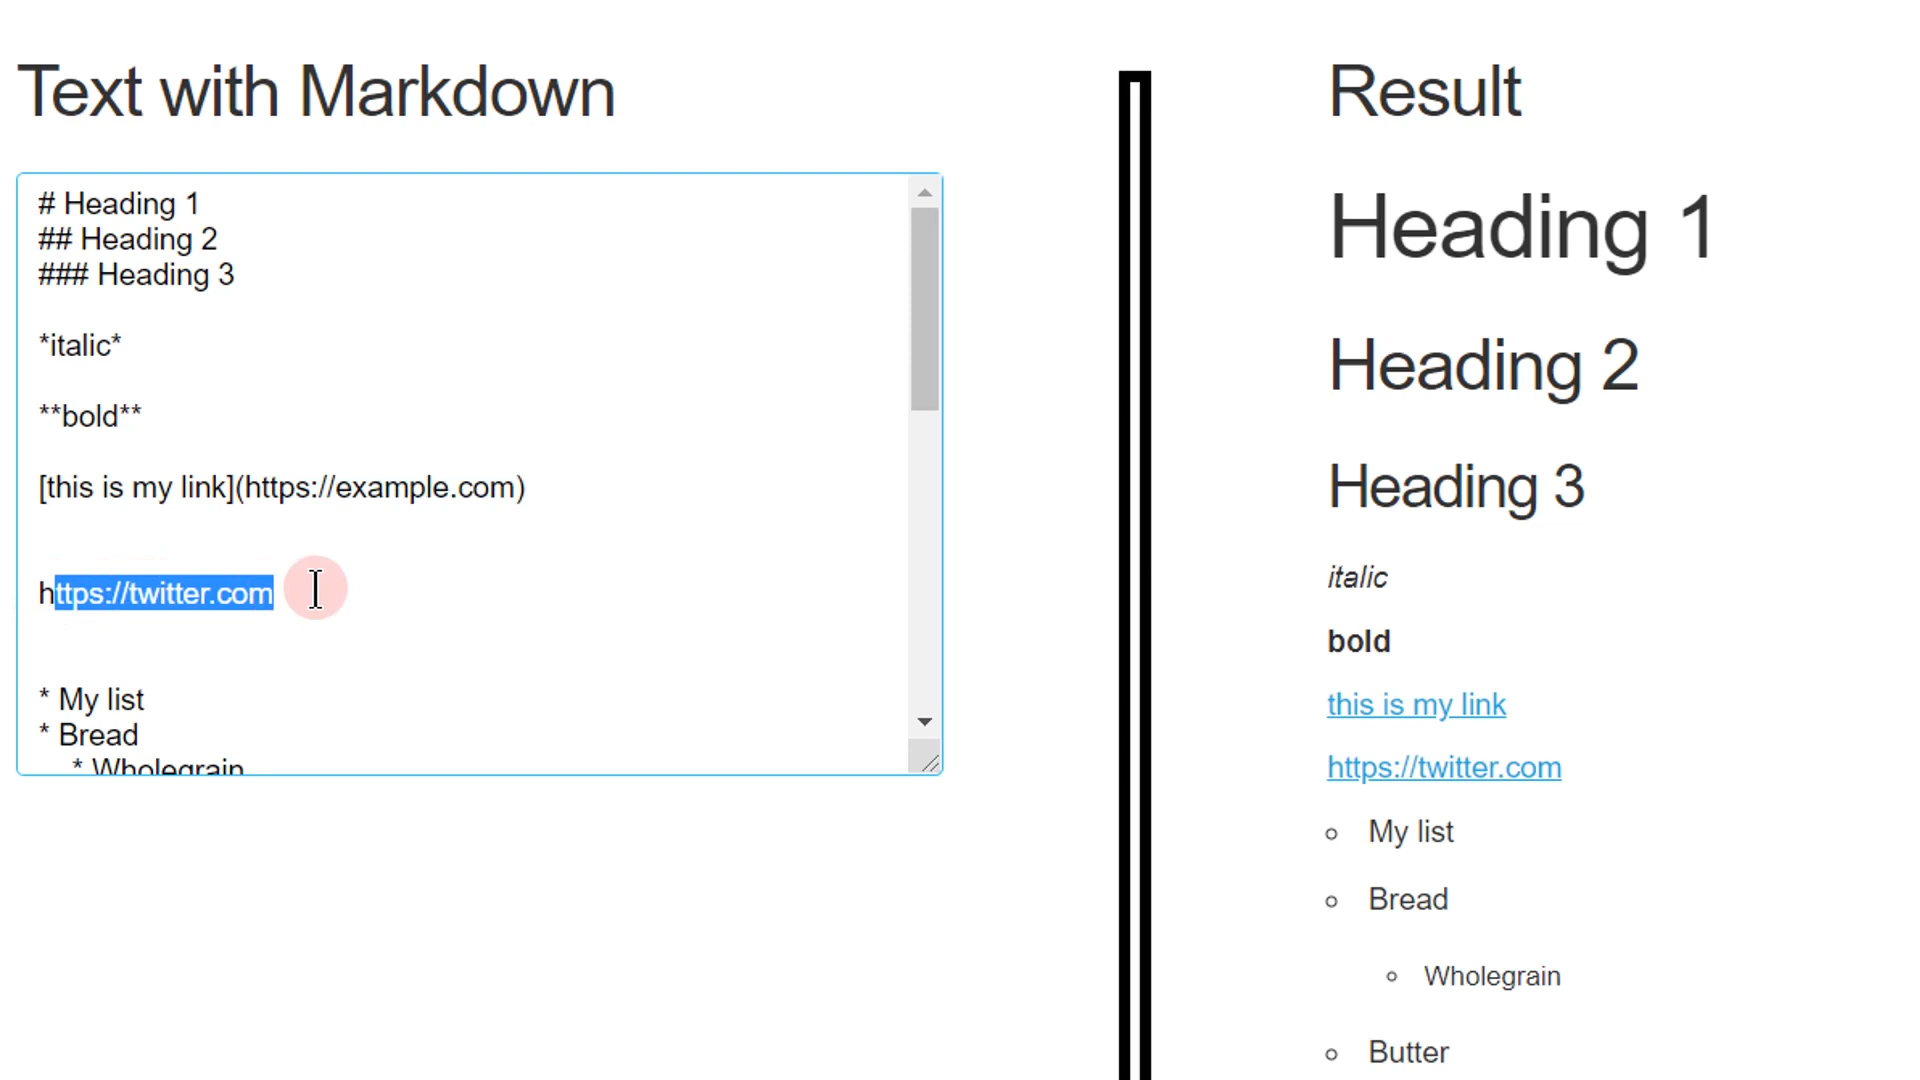 Text with Markdown
# Heading 1
## Heading 2
### Heading 3
*italic*
**bold**
[this is my link](https://example.com)
https://twitter.com
* My list
* Bread
* Wholegrain
Result
Heading 1
Heading 2
Heading 3
italic
bold
this is my link
https://twitter.com
My list
Bread
Wholegrain
Butter